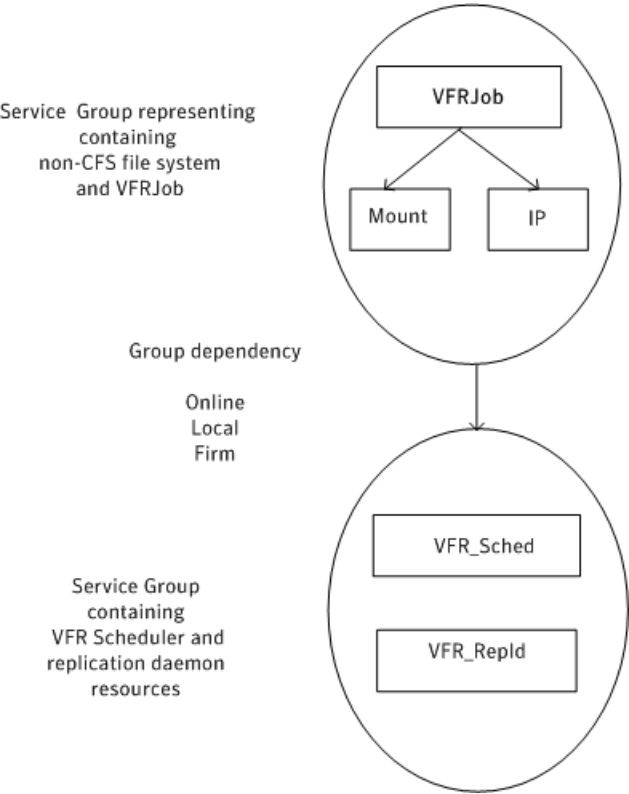 Service Group representing
containing
non-CFS file system
and VFRJob
VFRJob
Mount
IP
Group dependency
Online
Local
Firm
VFR_Sched
VFR_Repld
Service Group
containing
VFR Scheduler and
replication daemon
resources